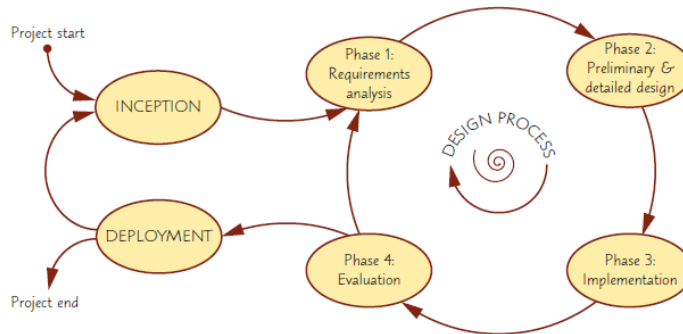 Project start
INCEPTION
Phase 1:
Requirements
analysis
Phase 2:
Preliminary &
detailed design
DESIGN PROCESS
DEPLOYMENT
Phase 4:
Evaluation
Phase 3:
Implementation
Project end